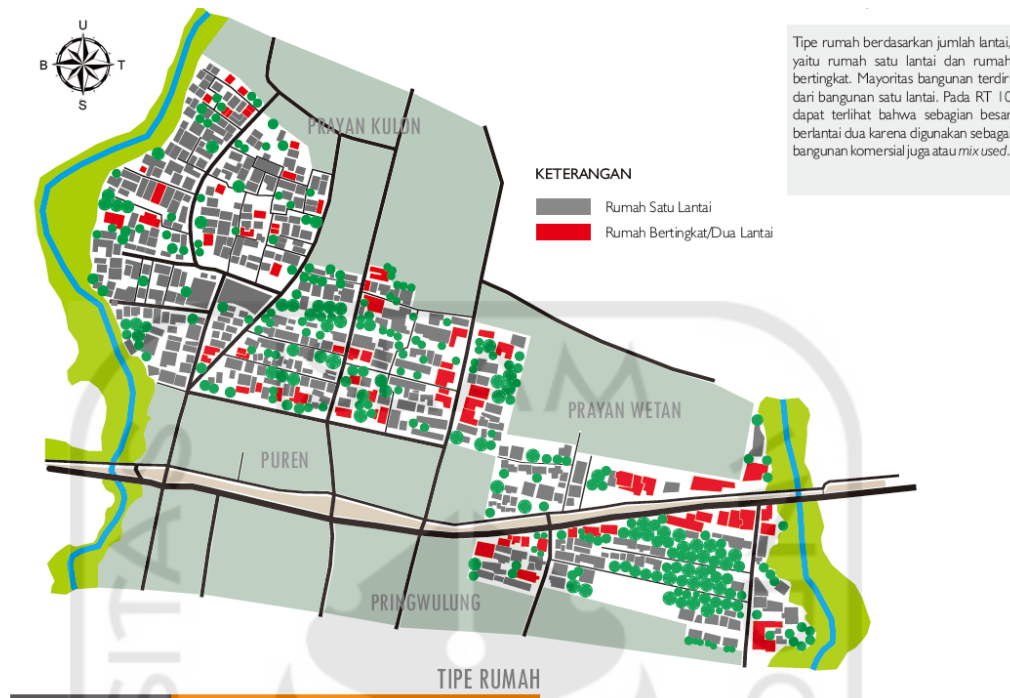 U
B T
S
Tipe rumah berdasarkan jumlah lantai,
yaitu rumah satu lantai dan rumah
bertingkat. Mayoritas bangunan terdir
dari bangunan satu lantai. Pada RT 10
dapat terlihat bahwa sebagian besar
berlantai dua karena digunakan sebaga
bangunan komersial juga atau mix used.
PRAYAN KULON
KETERANGAN
Rumah Satu Lantai
Rumah Bertingkat/Dua Lantai
PRAYAN WETAN
PUREN
PRINGWULUNG
SITAS
TIPE RUMAH